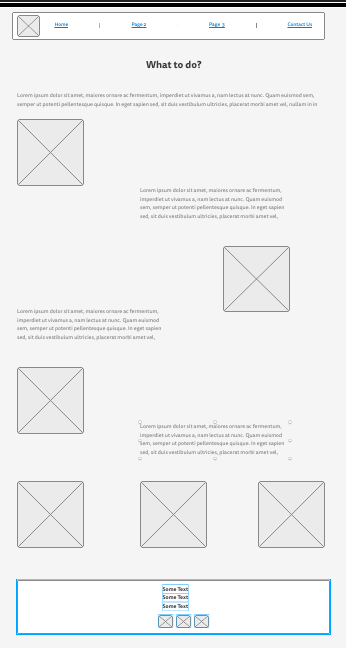 Home | Page 2 Page 3 | Contact Us
What to do?
Lorem ipsum dolor sit amet, maiores ornare ac fermentum, imperdiet ut vivamus a, nam lectus at nunc. Quam euismod sem,
semper ut potenti pellentesque quisque. In eget sapien sed, sit duis vestibulum ultricies, placerat morbi amet vel, nullam in in
Lorem ipsum dolor sit amet, maiores ornare ac fermentum,
imperdiet ut vivamus a, nam lectus at nunc. Quam euismod
sem, semper ut potenti pellentesque quisque. In eget sapien
sed, sit duis vestibulum ultricies, placerat morbi amet vel,
Lorem ipsum dolor sit amet, maiores ornare ac fermentum,
imperdiet ut vivamus a, nam lectus at nunc. Quam euismod
sem, semper ut potenti pellentesque quisque. In eget sapien
sed, sit duis vestibulum ultricies, placerat morbi amet vel,
Lorem ipsum dolor sit amet, maiores ornare ac fermentum,
imperdiet ut vivamus a, nam lectus at nunc. Quam euismod
sem, semper ut potenti pellentesque quisque. In eget sapien
sed, sit duis vestibulum ultricies, placerat morbi amet vel,
Some Text
Some Text
Some Text